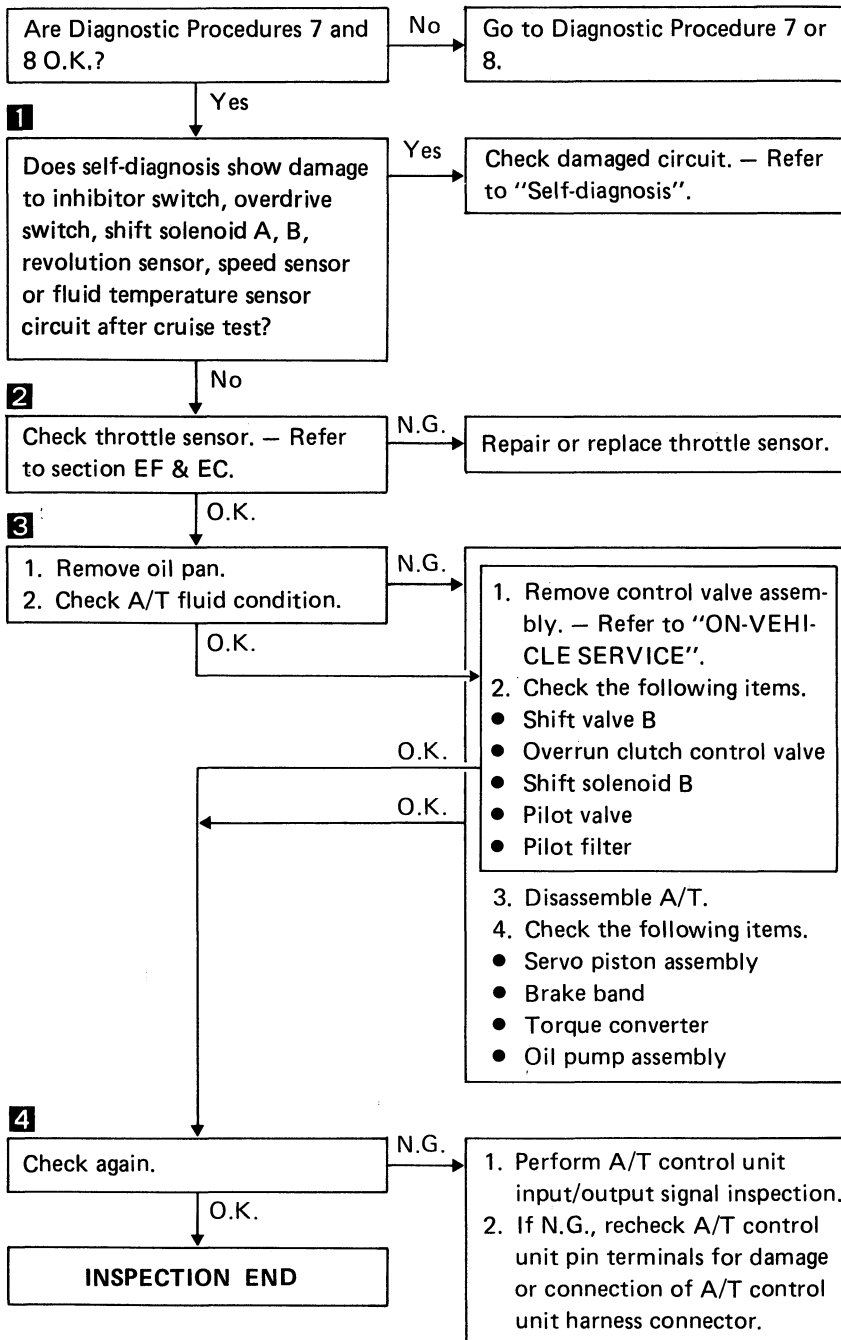 Are Diagnostic Procedures 7 and
8 O.K.?
No
Go to Diagnostic Procedure 7 or
8.
Yes
1
Does self-diagnosis show damage
to inhibitor switch, overdrive
switch, shift solenoid A, B,
revolution sensor, speed sensor
or fluid temperature sensor
circuit after cruise test?
Yes
Check damaged circuit. — Refer
to "Self-diagnosis".
No
2
Check throttle sensor. — Refer
to section EF & EC.
N.G.
Repair or replace throttle sensor.
O.K.
3
1. Remove oil pan.
2. Check A/T fluid condition.
N.G.
O.K.
1. Remove control valve assem-
bly. — Refer to "ON-VEHI-
CLE SERVICE".
2. Check the following items.
● Shift valve B
● Overrun clutch control valve
● Shift solenoid B
● Pilot valve
● Pilot filter
O.K.
O.K.
3. Disassemble A/T.
4. Check the following items.
● Servo piston assembly
● Brake band
● Torque converter
● Oil pump assembly
4
Check again.
N.G.
1. Perform A/T control unit
input/output signal inspection.
2. If N.G., recheck A/T control
unit pin terminals for damage
or connection of A/T control
unit harness connector.
O.K.
INSPECTION END